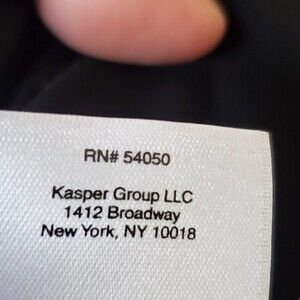 RN# 54050
Kasper Group LLC
1412 Broadway
New York, NY 10018